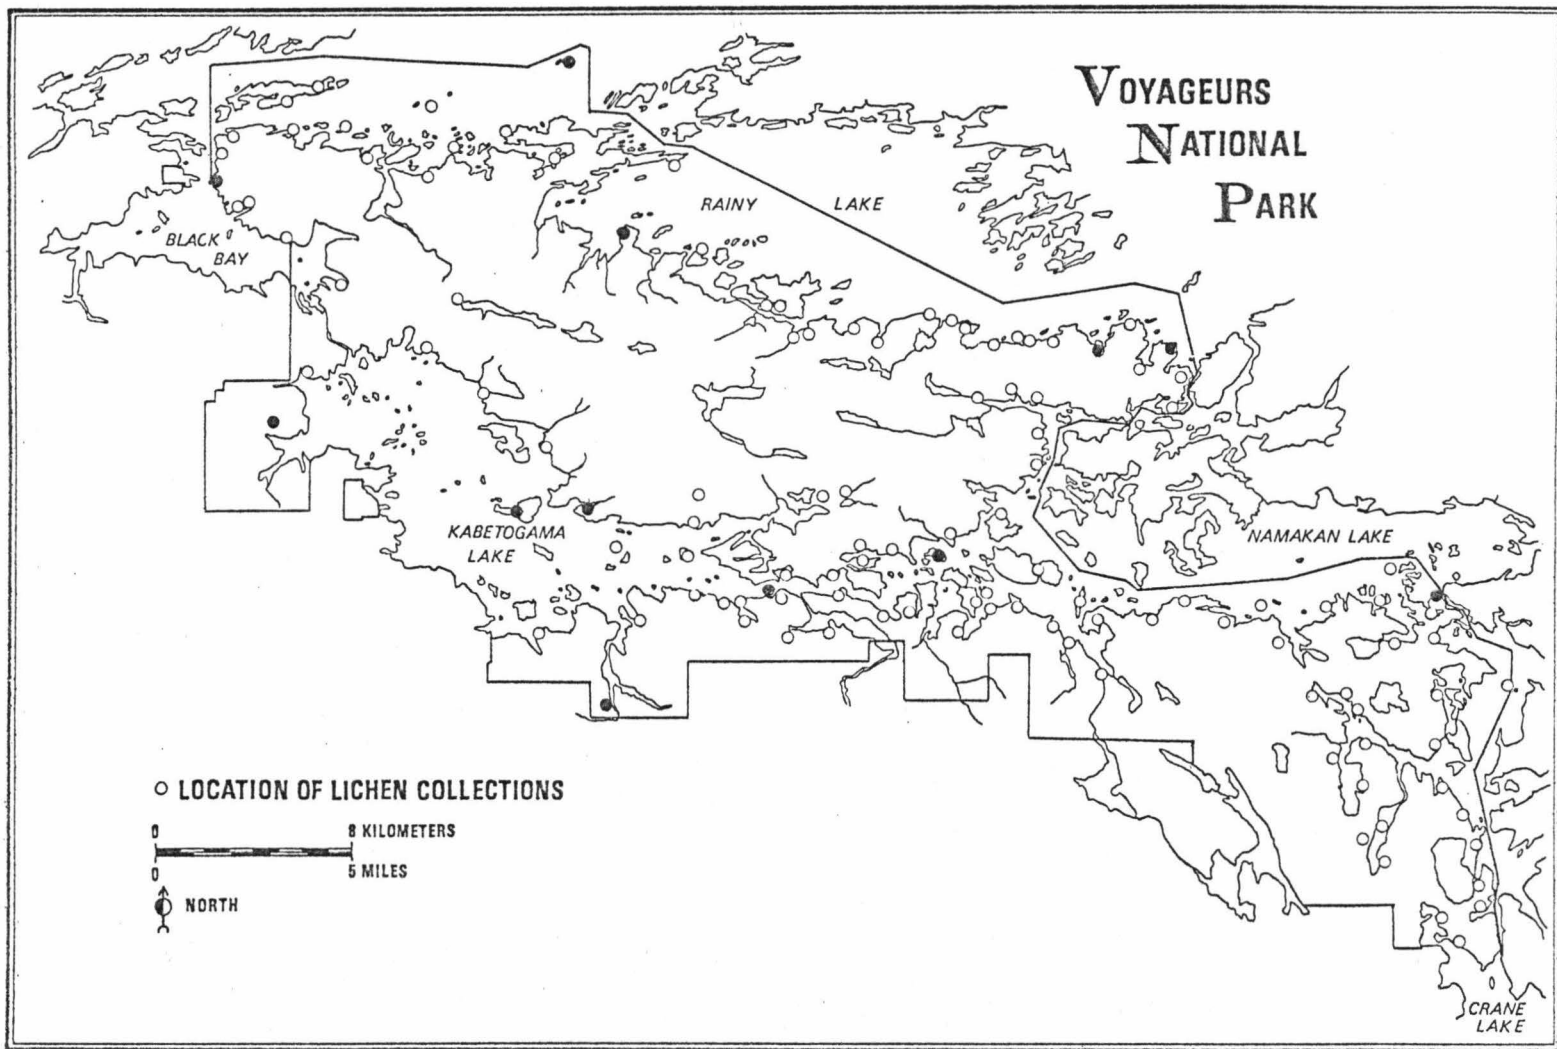 VOYAGEURS
NATIONAL
PARK
RAINY LAKE
BLACK
BAY
KABETOGAMA
LAKE
NAMAKAN LAKE
LOCATION OF LICHEN COLLECTIONS
0 8 KILOMETERS
0 5 MILES
NORTH
CRANE
LAKE